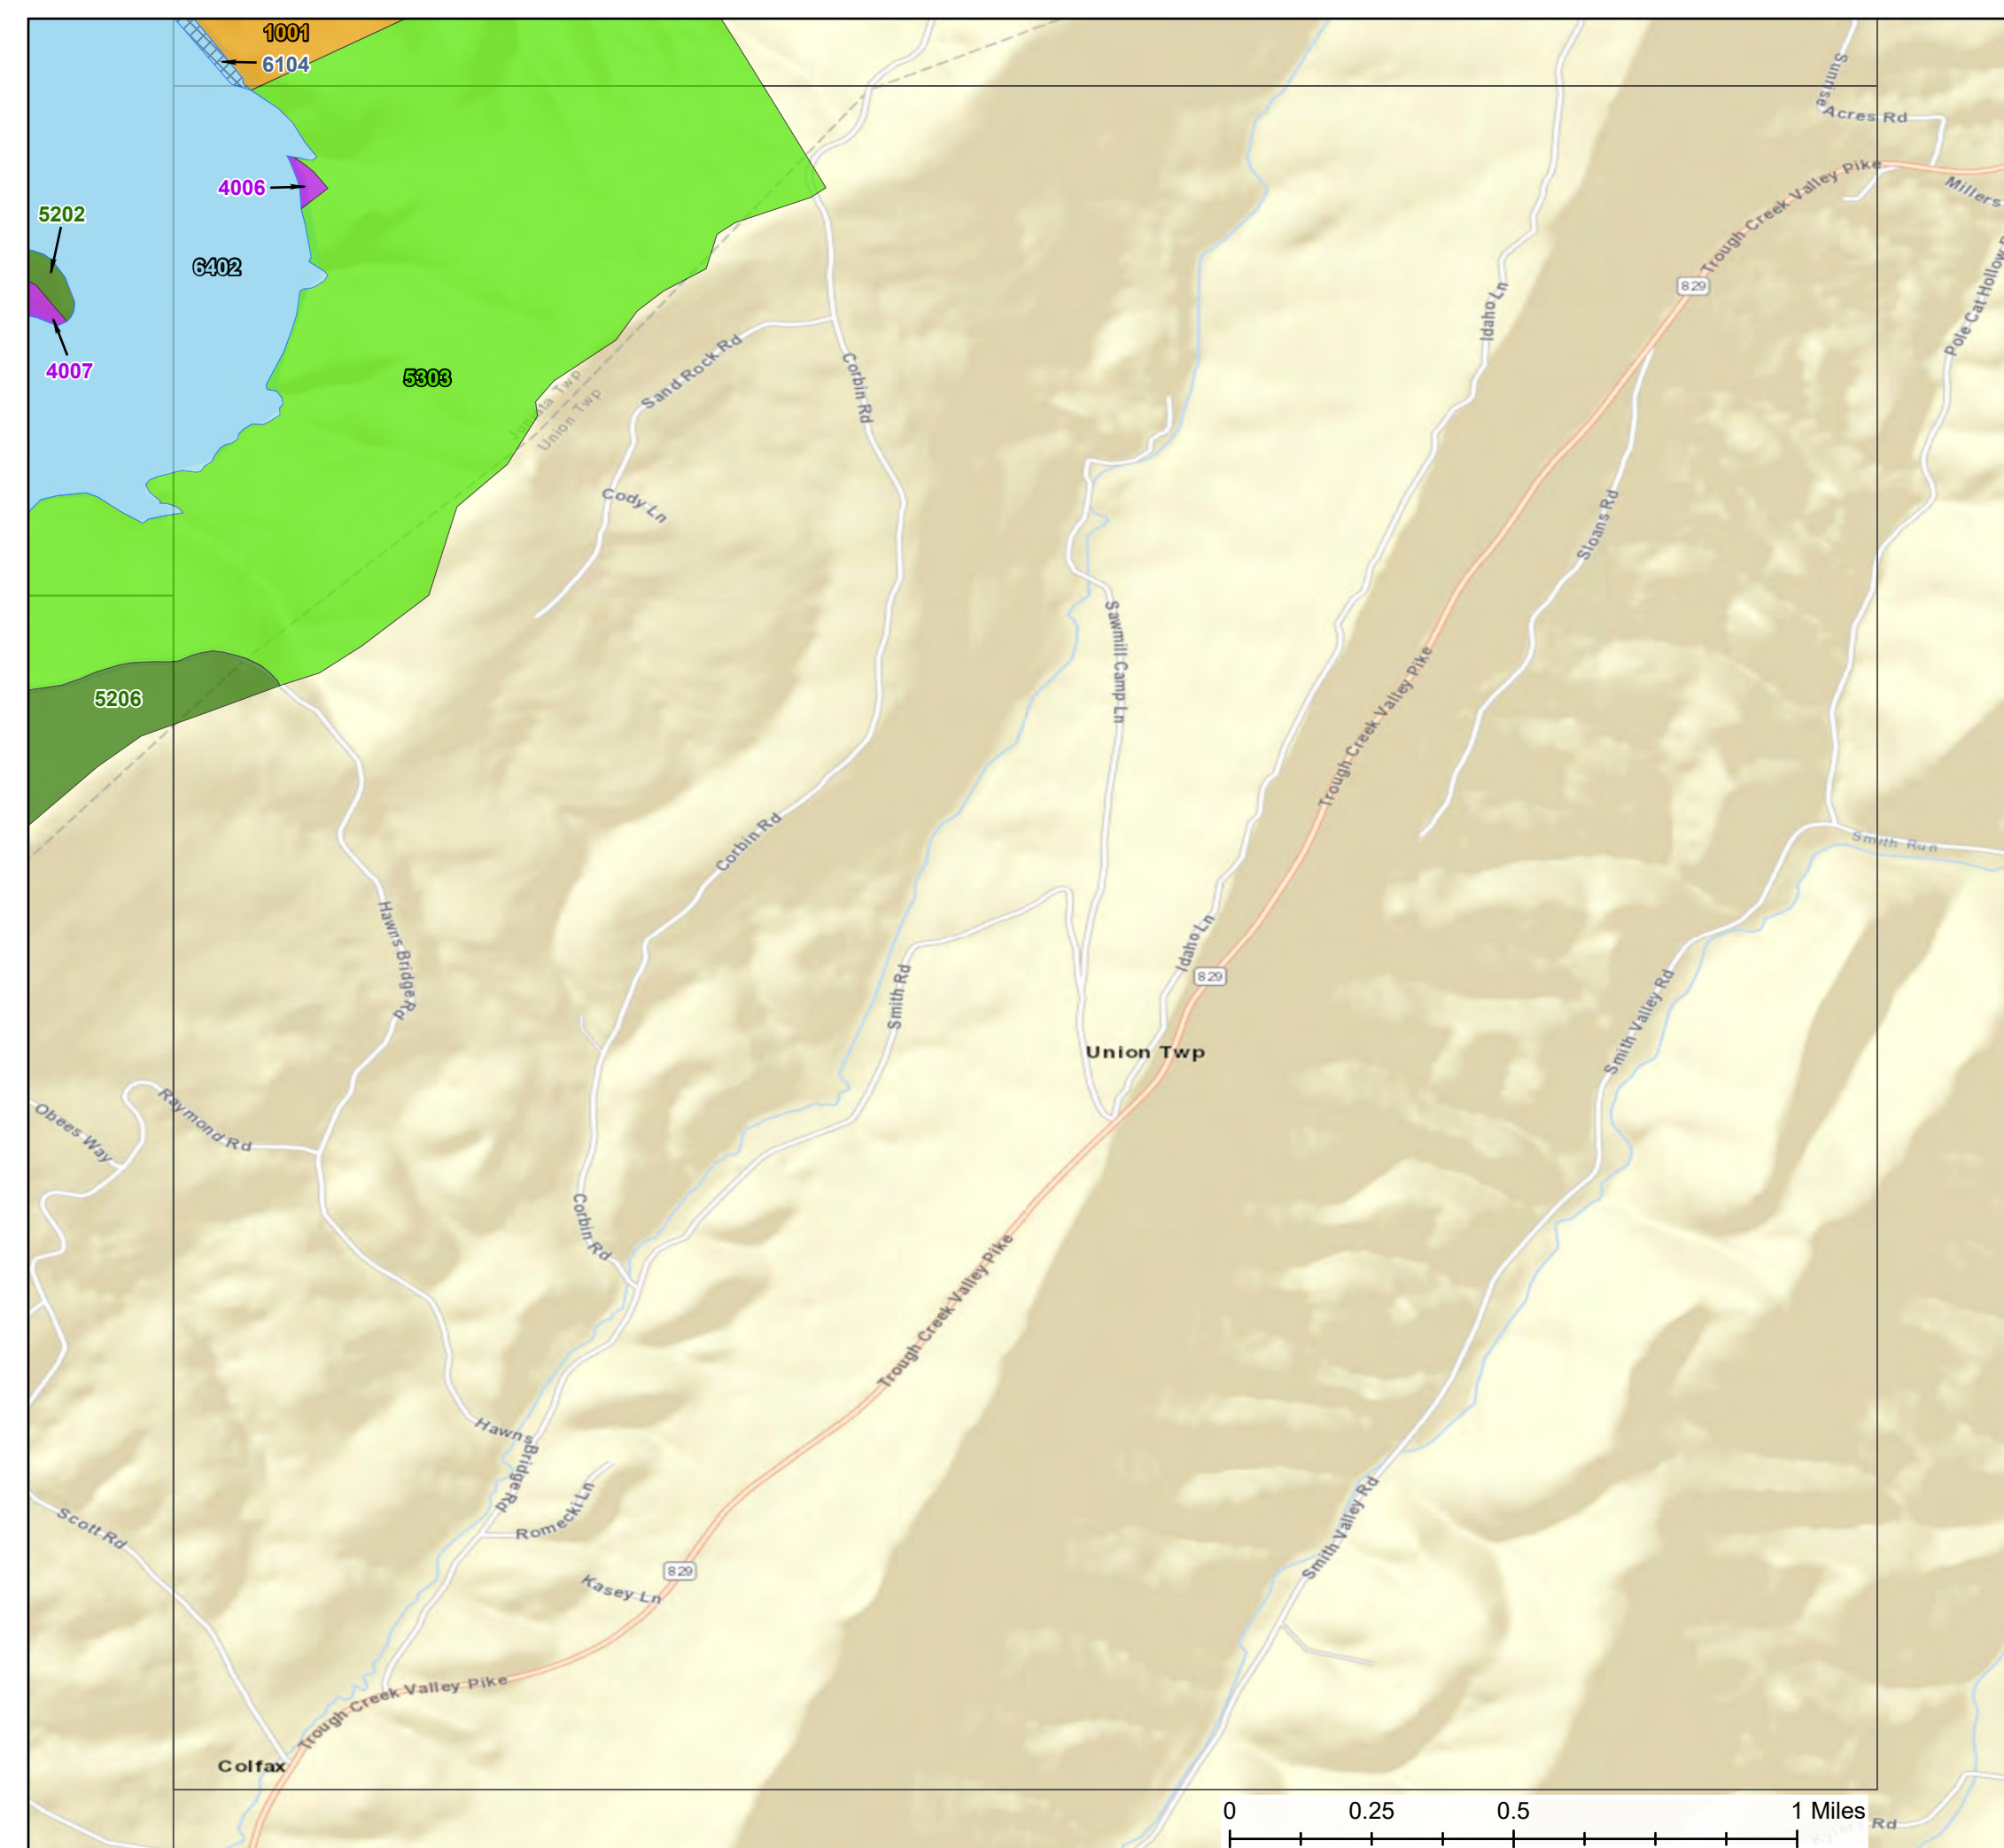 1001
6104
Sunrise
Acres Rd
Trough Creek Valley Pike
Millers
4006
5202
6402
829
Pole Cat Hollow
4007
5303
Idaho Ln
Sand Rock Rd
Corbin Rd
Juniata Twp
Union Twp
Cody Ln
Sloans Rd
Sawmill Camp Ln
5206
Trough Creek Valley Pike
Corbin Rd
Smith Run
Hawns Bridge Rd
Idaho Ln
829
Smith Rd
Smith Valley Rd
Union Twp
Raymond Rd
Obees Way
Corbin Rd
Trough Creek Valley Pike
Hawns Bridge Rd
Scott Rd
Romecki Ln
Smith Valley Rd
829
Kasey Ln
Trough Creek Valley Pike
Colfax
0 0.25 0.5 1 Miles
Rd